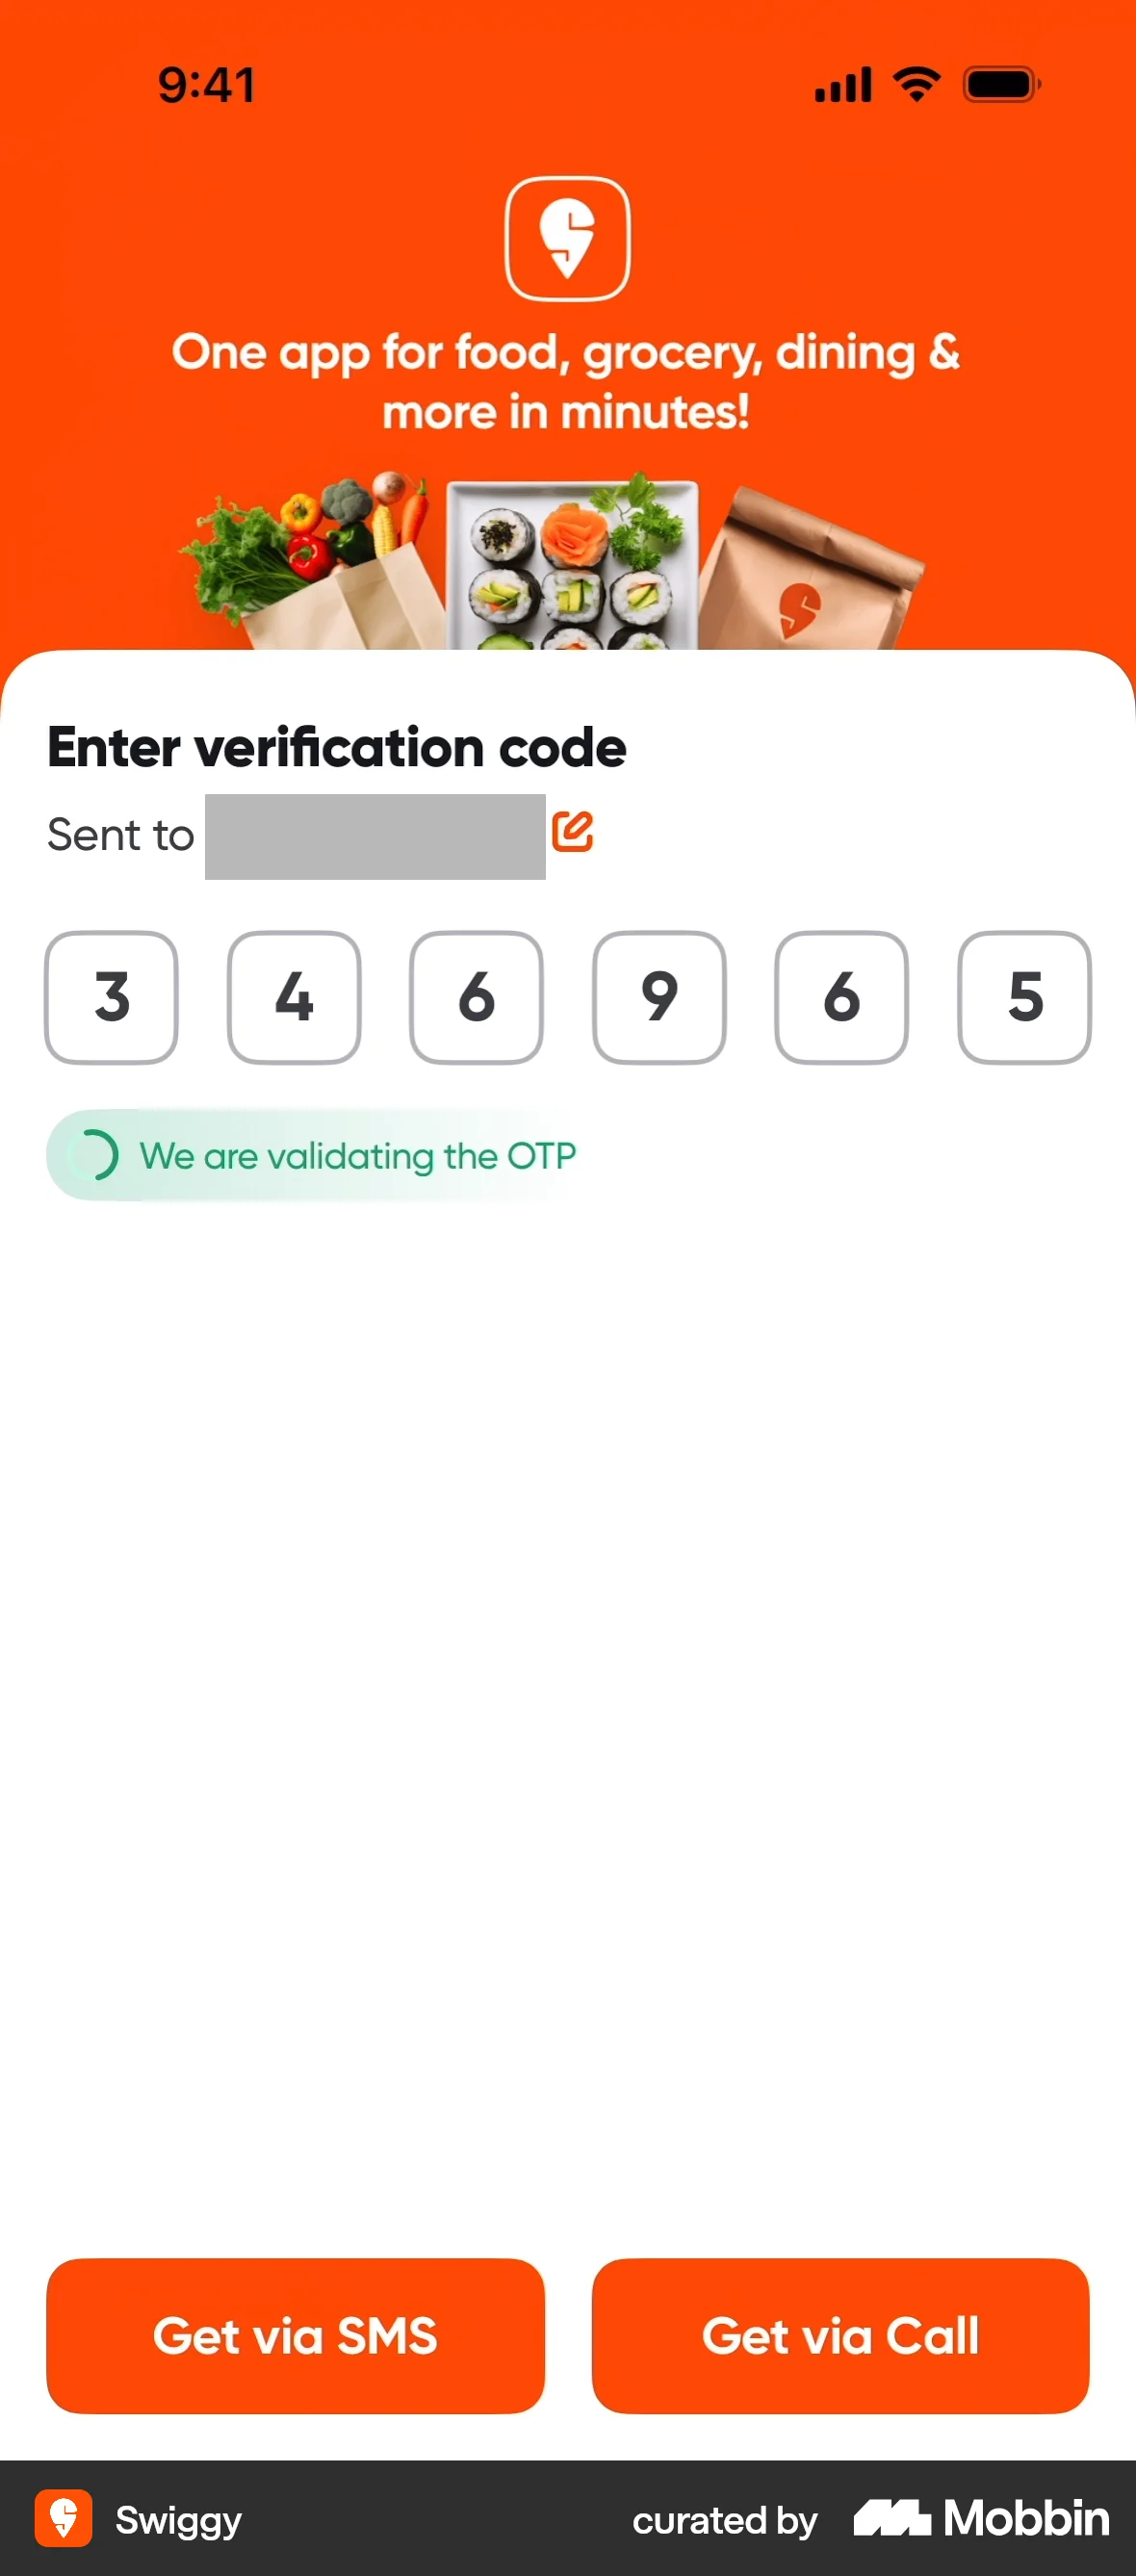 9:41
One app for food, grocery, dining &
more in minutes!
Enter verification code
Sent to
3 4 6 9 6 5
We are validating the OTP
Get via SMS
Get via Call
Swiggy
curated by Mobbin